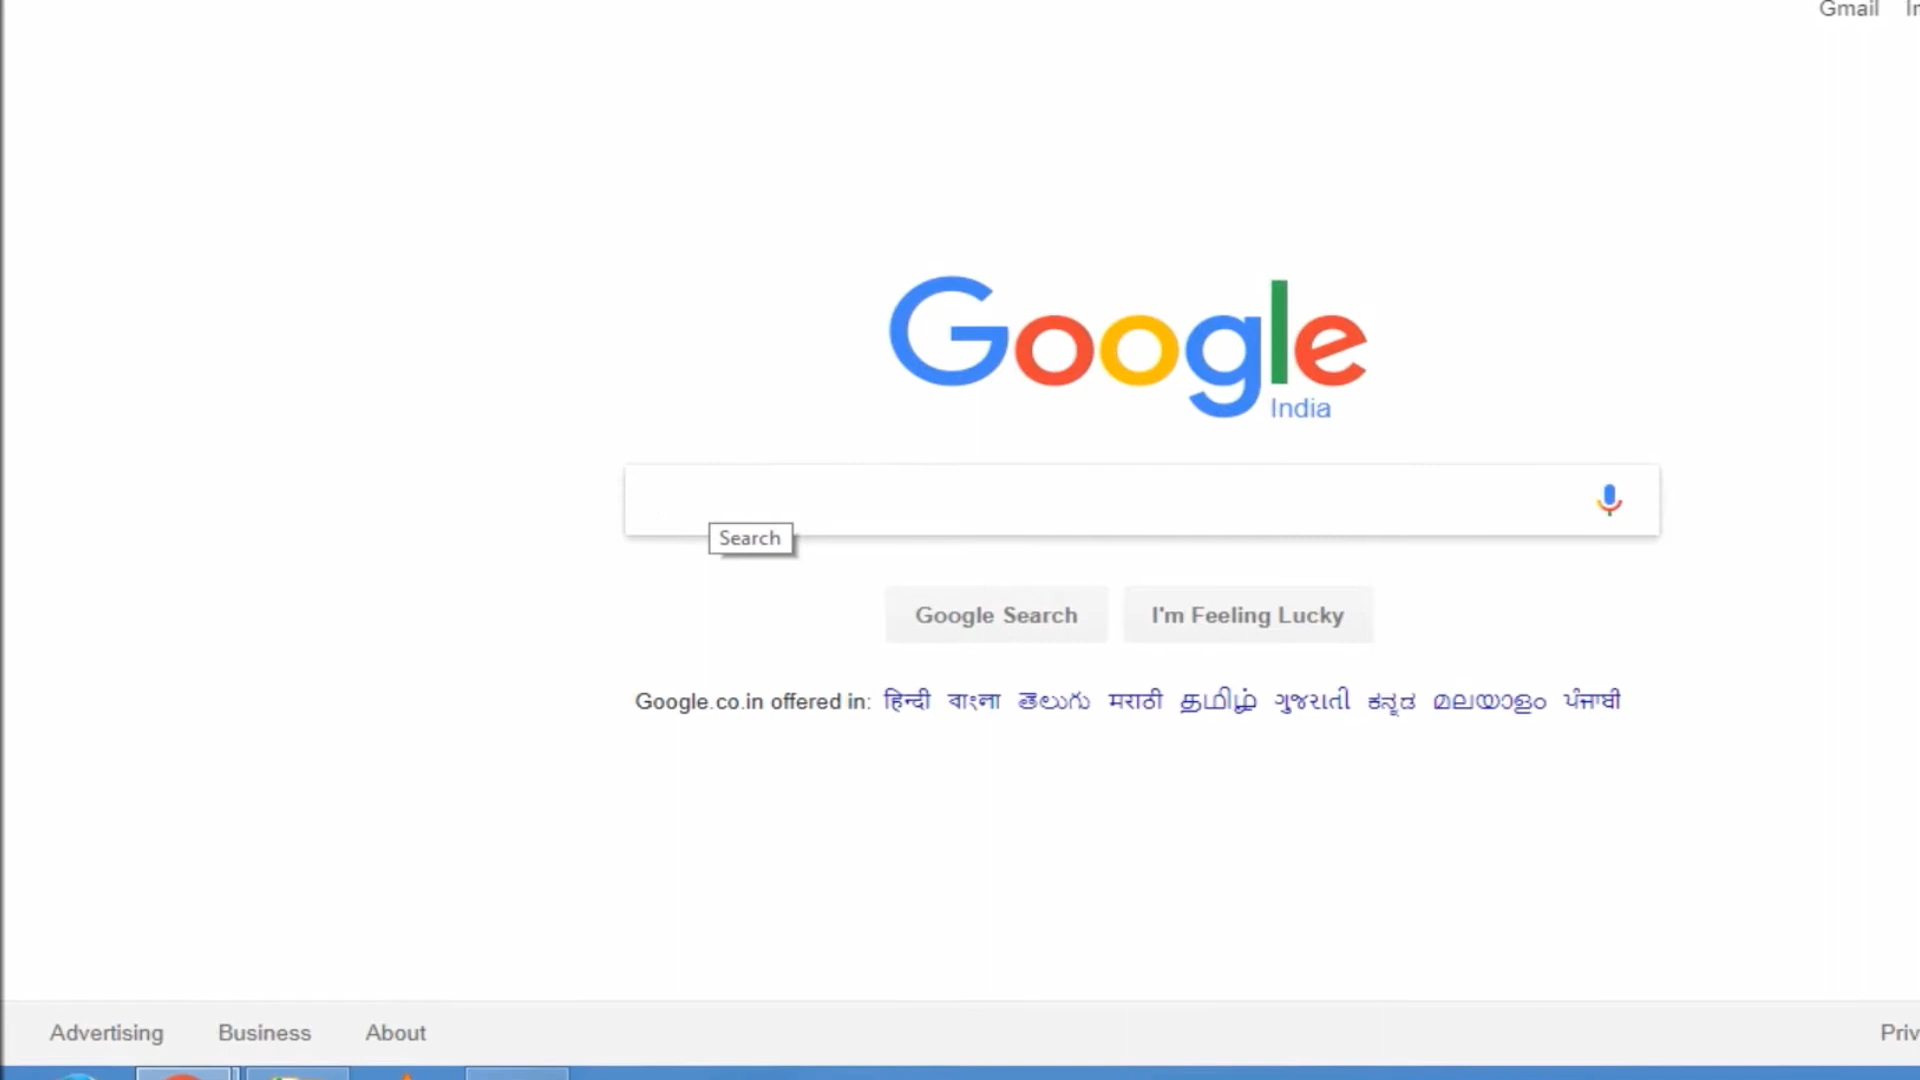 Gmail
Google
India
Search
Google Search I'm Feeling Lucky
Google.co.in offered in: हिन्दी বাংলা తెలుగు मराठी தமிழ் ગુજરાતી ಕನ್ನಡ മലയാളം ਪੰਜਾਬੀ
Advertising Business About